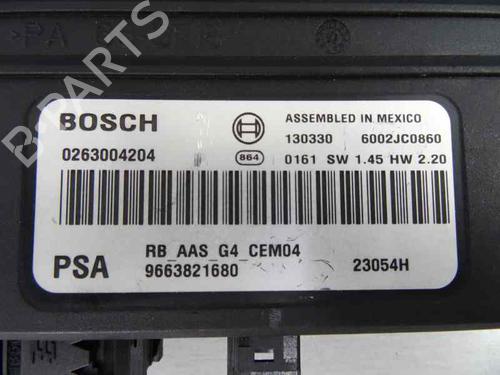 PA
B-Parts
BOSCH
ASSEMBLED IN MEXICO
130330 6002JC0860
0263004204
864
0161 SW 1.45 HW 2.20
PSA
RB_AAS_G4_CEM04
9663821680
23054H